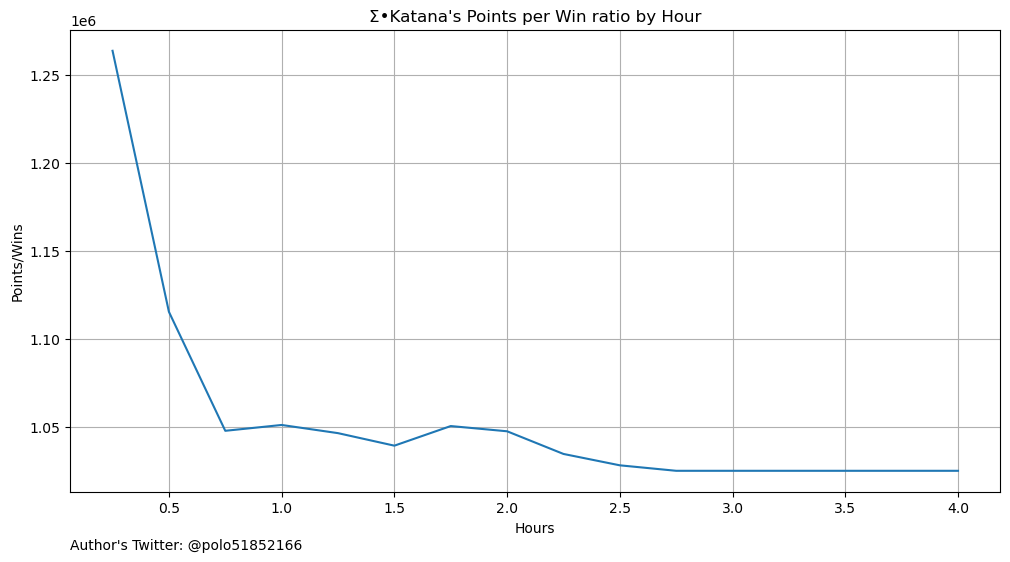 Σ•Katana's Points per Win ratio by Hour
1e6
1.25
1.20
1.15
1.10
1.05
Points/Wins
0.5 1.0 1.5 2.0 2.5 3.0 3.5 4.0
Hours
Author's Twitter: @polo51852166